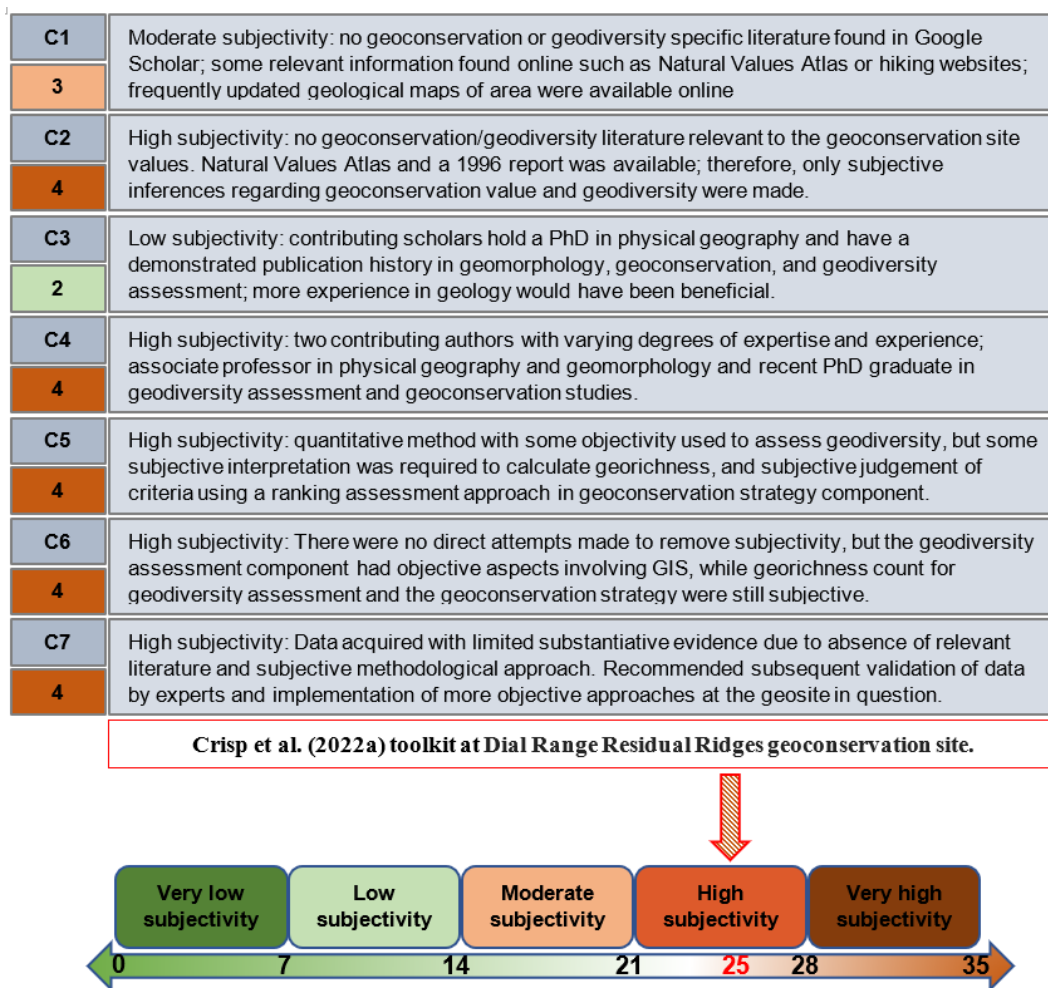 C1
3
Moderate subjectivity: no geoconservation or geodiversity specific literature found in Google
Scholar; some relevant information found online such as Natural Values Atlas or hiking websites;
frequently updated geological maps of area were available online
C2
4
High subjectivity: no geoconservation/geodiversity literature relevant to the geoconservation site
values. Natural Values Atlas and a 1996 report was available; therefore, only subjective
inferences regarding geoconservation value and geodiversity were made.
C3
2
Low subjectivity: contributing scholars hold a PhD in physical geography and have a
demonstrated publication history in geomorphology, geoconservation, and geodiversity
assessment; more experience in geology would have been beneficial.
C4
4
High subjectivity: two contributing authors with varying degrees of expertise and experience;
associate professor in physical geography and geomorphology and recent PhD graduate in
geodiversity assessment and geoconservation studies.
C5
4
High subjectivity: quantitative method with some objectivity used to assess geodiversity, but some
subjective interpretation was required to calculate georichness, and subjective judgement of
criteria using a ranking assessment approach in geoconservation strategy component.
C6
4
High subjectivity: There were no direct attempts made to remove subjectivity, but the geodiversity
assessment component had objective aspects involving GIS, while georichness count for
geodiversity assessment and the geoconservation strategy were still subjective.
C7
4
High subjectivity: Data acquired with limited substantiative evidence due to absence of relevant
literature and subjective methodological approach. Recommended subsequent validation of data
by experts and implementation of more objective approaches at the geosite in question.
Crisp et al. (2022a) toolkit at Dial Range Residual Ridges geoconservation site.
Very low
subjectivity
Low
subjectivity
Moderate
subjectivity
High
subjectivity
Very high
subjectivity
0 7 14 21 25 28 35